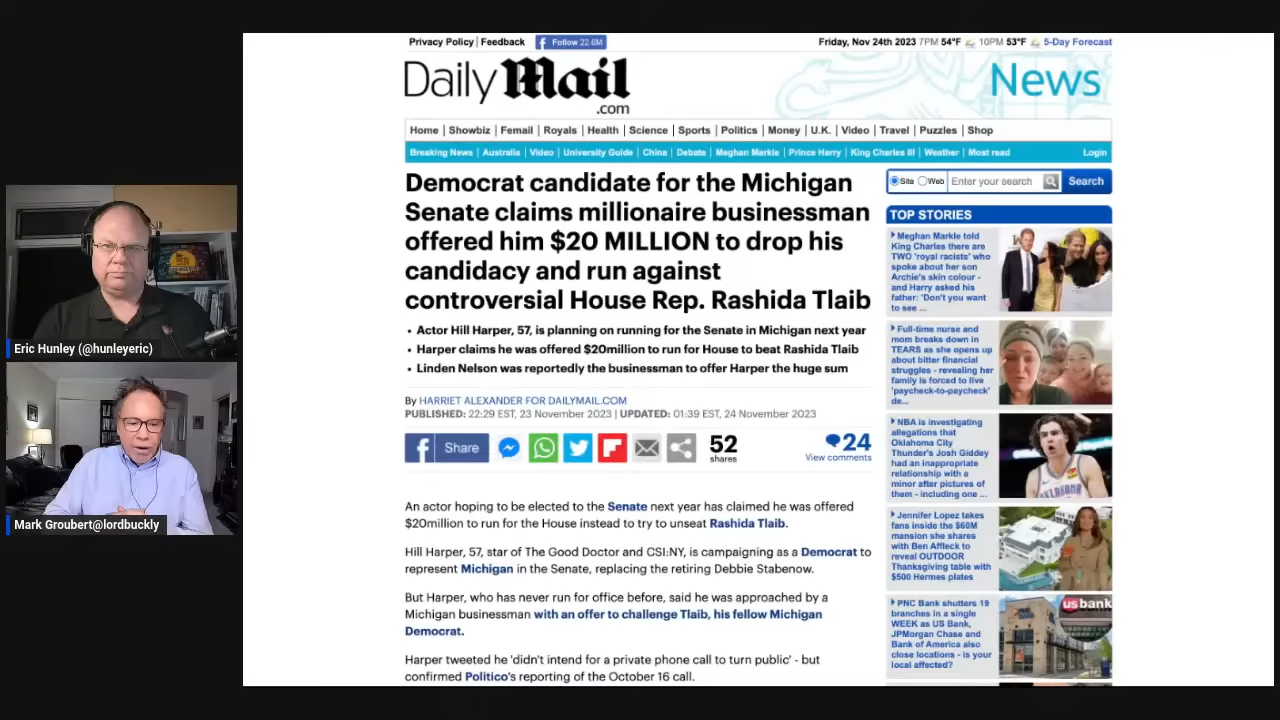 Privacy Policy | Feedback
Follow 22.6M
Friday, Nov 24th 2023 7PM 54°F 10PM 53°F 5-Day Forecast
Daily Mail
.com
News
Home | Showbiz | Femail | Royals | Health | Science | Sports | Politics | Money | U.K. | Video | Travel | Puzzles | Shop
Breaking News | Australia | Video | University Guide | China | Debate | Meghan Markle | Prince Harry | King Charles III | Weather | Most read
Login
Democrat candidate for the Michigan
Senate claims millionaire businessman
offered him $20 MILLION to drop his
candidacy and run against
controversial House Rep. Rashida Tlaib
• Actor Hill Harper, 57, is planning on running for the Senate in Michigan next year
• Harper claims he was offered $20million to run for House to beat Rashida Tlaib
• Linden Nelson was reportedly the businessman to offer Harper the huge sum
By HARRIET ALEXANDER FOR DAILYMAIL.COM
PUBLISHED: 22:29 EST, 23 November 2023 | UPDATED: 01:39 EST, 24 November 2023
Share
52
shares
24
View comments
An actor hoping to be elected to the Senate next year has claimed he was offered
$20million to run for the House instead to try to unseat Rashida Tlaib.
Hill Harper, 57, star of The Good Doctor and CSI:NY, is campaigning as a Democrat to
represent Michigan in the Senate, replacing the retiring Debbie Stabenow.
But Harper, who has never run for office before, said he was approached by a
Michigan businessman with an offer to challenge Tlaib, his fellow Michigan
Democrat.
Harper tweeted he 'didn't intend for a private phone call to turn public' - but
confirmed Politico's reporting of the October 16 call.
Site Web Enter your search Search
TOP STORIES
Meghan Markle told
King Charles there are
TWO 'royal racists' who
spoke about her son
Archie's skin colour -
and Harry asked his
father: 'Don't you want
to see ...
Full-time nurse and
mom breaks down in
TEARS as she opens up
about bitter financial
struggles - revealing her
family is forced to live
'paycheck-to-paycheck'
de...
NBA is investigating
allegations that
Oklahoma City
Thunder's Josh Giddey
had an inappropriate
relationship with a
minor after pictures of
them - including one ...
OKLAHOMA
Jennifer Lopez takes
fans inside the $60M
mansion she shares
with Ben Affleck to
reveal OUTDOOR
Thanksgiving table with
$500 Hermes plates
PNC Bank shutters 19
branches in a single
WEEK as US Bank,
JPMorgan Chase and
Bank of America also
close locations - is your
local affected?
usbank
Eric Hunley (@hunleyeric)
Mark Groubert@lordbuckly